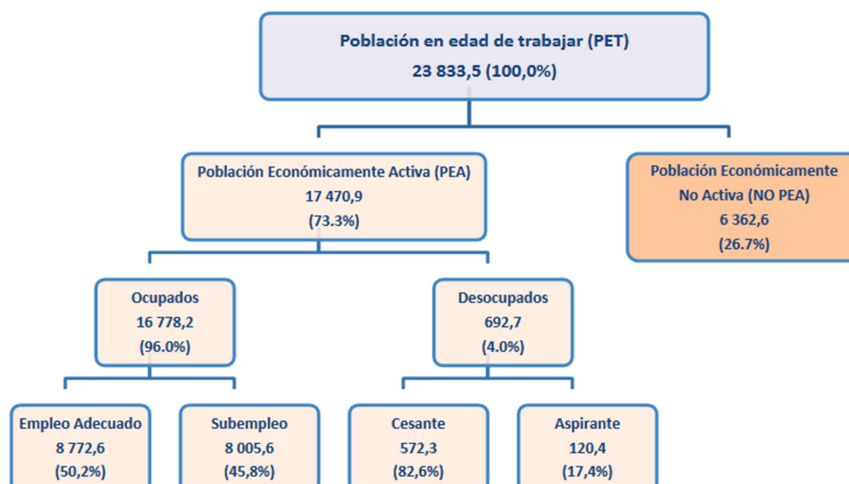 Población en edad de trabajar (PET)
23 833,5 (100,0%)
Población Económicamente Activa (PEA)
17 470,9
(73.3%)
Población Económicamente
No Activa (NO PEA)
6 362,6
(26.7%)
Ocupados
16 778,2
(96.0%)
Desocupados
692,7
(4.0%)
Empleo Adecuado
8 772,6
(50,2%)
Subempleo
8 005,6
(45,8%)
Cesante
572,3
(82,6%)
Aspirante
120,4
(17,4%)